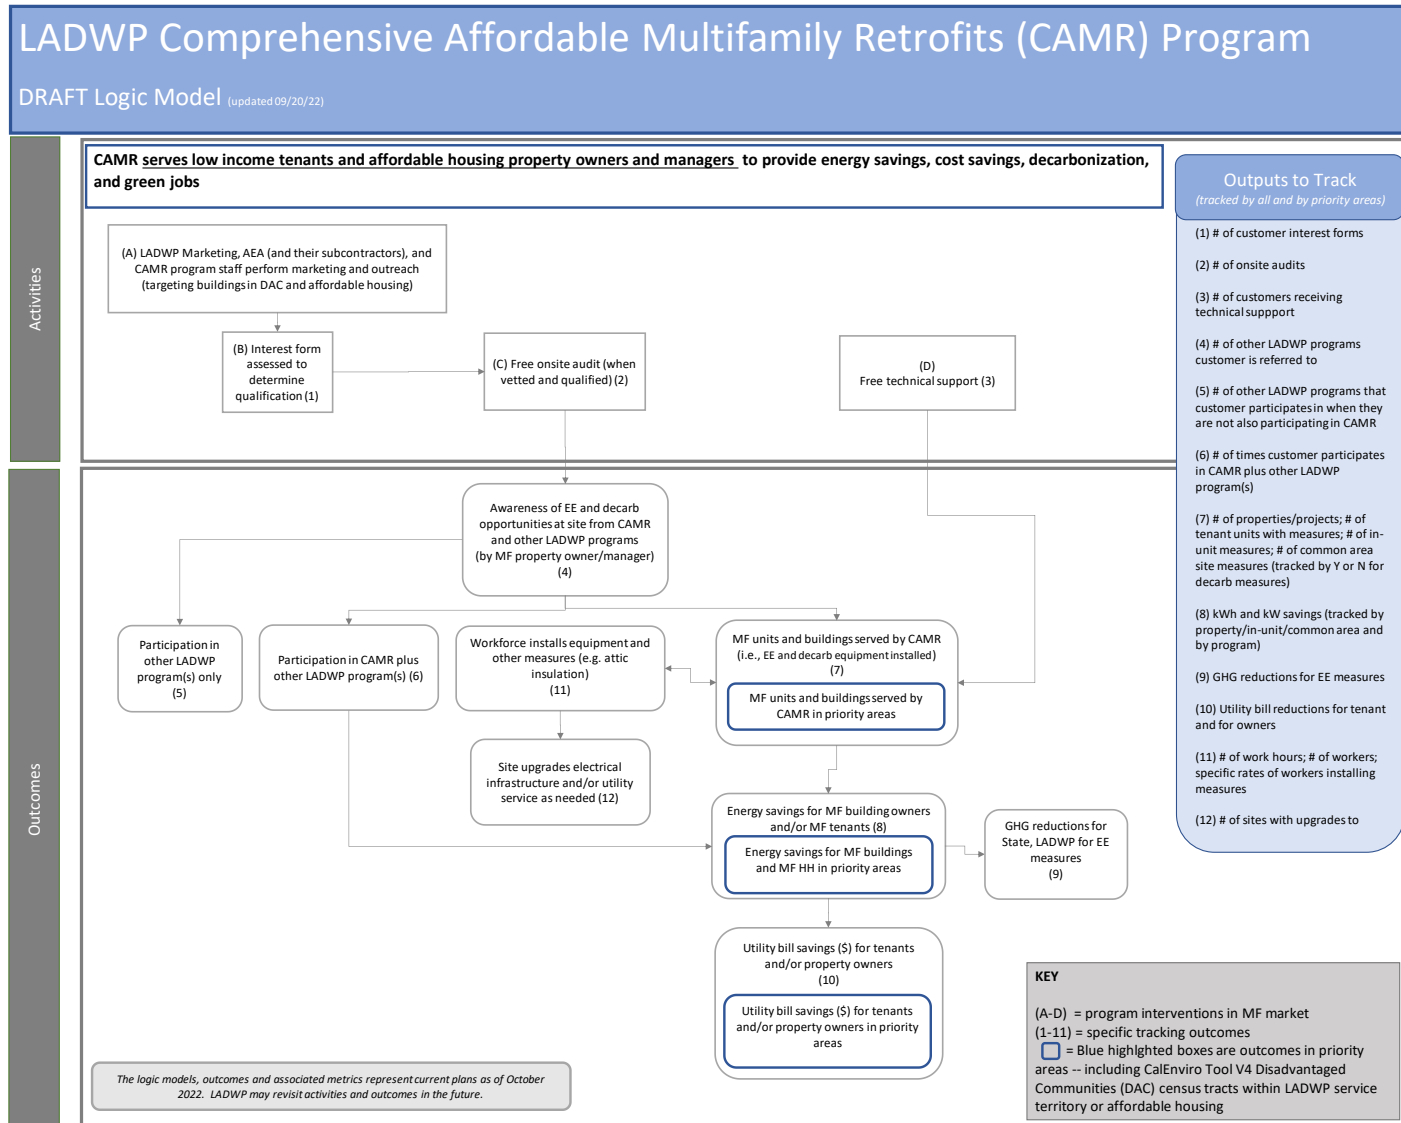 LADWP Comprehensive Affordable Multifamily Retrofits (CAMR) Program
DRAFT Logic Model (updated 09/20/22)
Activities
CAMR serves low income tenants and affordable housing property owners and managers to provide energy savings, cost savings, decarbonization,
and green jobs
(A) LADWP Marketing, AEA (and their subcontractors), and
CAMR program staff perform marketing and outreach
(targeting buildings in DAC and affordable housing)
(B) Interest form
assessed to
determine
qualification (1)
(C) Free onsite audit (when
vetted and qualified) (2)
(D)
Free technical support (3)
Outcomes
Awareness of EE and decarb
opportunities at site from CAMR
and other LADWP programs
(by MF property owner/manager)
(4)
Participation in
other LADWP
program(s) only
(5)
Participation in CAMR plus
other LADWP program(s) (6)
Workforce installs equipment and
other measures (e.g. attic
insulation)
(11)
MF units and buildings served by CAMR
(i.e., EE and decarb equipment installed)
(7)
MF units and buildings served by
CAMR in priority areas
Site upgrades electrical
infrastructure and/or utility
service as needed (12)
Energy savings for MF building owners
and/or MF tenants (8)
Energy savings for MF buildings
and MF HH in priority areas
GHG reductions for
State, LADWP for EE
measures
(9)
Utility bill savings ($) for tenants
and/or property owners
(10)
Utility bill savings ($) for tenants
and/or property owners in priority
areas
The logic models, outcomes and associated metrics represent current plans as of October
2022. LADWP may revisit activities and outcomes in the future.
Outputs to Track
(tracked by all and by priority areas)
(1) # of customer interest forms
(2) # of onsite audits
(3) # of customers receiving
technical suppport
(4) # of other LADWP programs
customer is referred to
(5) # of other LADWP programs that
customer participates in when they
are not also participating in CAMR
(6) # of times customer participates
in CAMR plus other LADWP
program(s)
(7) # of properties/projects; # of
tenant units with measures; # of in-
unit measures; # of common area
site measures (tracked by Y or N for
decarb measures)
(8) kWh and kW savings (tracked by
property/in-unit/common area and
by program)
(9) GHG reductions for EE measures
(10) Utility bill reductions for tenant
and for owners
(11) # of work hours; # of workers;
specific rates of workers installing
measures
(12) # of sites with upgrades to
KEY
(A-D) = program interventions in MF market
(1-11) = specific tracking outcomes
= Blue highlghted boxes are outcomes in priority
areas -- including CalEnviro Tool V4 Disadvantaged
Communities (DAC) census tracts within LADWP service
territory or affordable housing